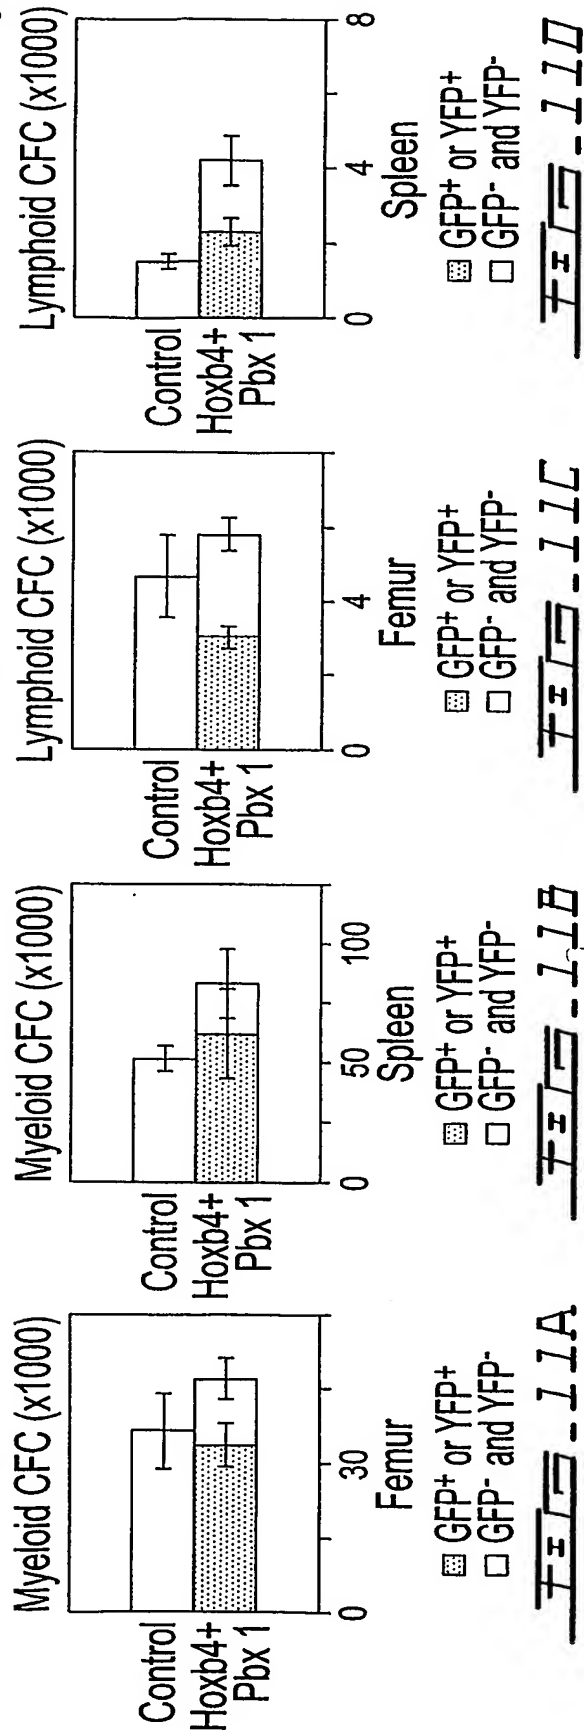 Myeloid CFC (x1000)
Control
Hoxb4+
Pbx 1
0 30
Femur
GFP⁺ or YFP⁺
GFP⁻ and YFP⁻
FIG-11A
Myeloid CFC (x1000)
Control
Hoxb4+
Pbx 1
0 50 100
Spleen
GFP⁺ or YFP⁺
GFP⁻ and YFP⁻
FIG-11B
Lymphoid CFC (x1000)
Control
Hoxb4+
Pbx 1
0 4
Femur
GFP⁺ or YFP⁺
GFP⁻ and YFP⁻
FIG-11C
Lymphoid CFC (x1000)
Control
Hoxb4+
Pbx 1
0 4 8
Spleen
GFP⁺ or YFP⁺
GFP⁻ and YFP⁻
FIG-11D